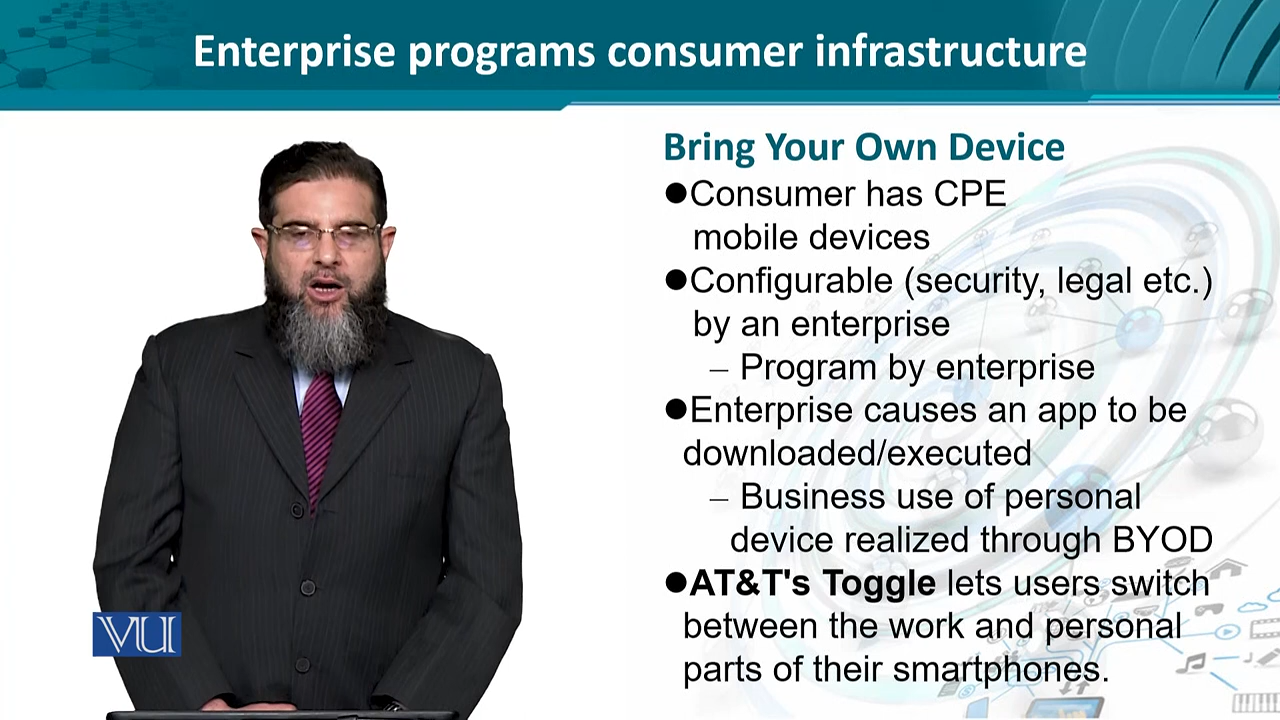 Enterprise programs consumer infrastructure
Bring Your Own Device
●Consumer has CPE
mobile devices
●Configurable (security, legal etc.)
by an enterprise
– Program by enterprise
●Enterprise causes an app to be
downloaded/executed
– Business use of personal
device realized through BYOD
●AT&T's Toggle lets users switch
between the work and personal
parts of their smartphones.
VU